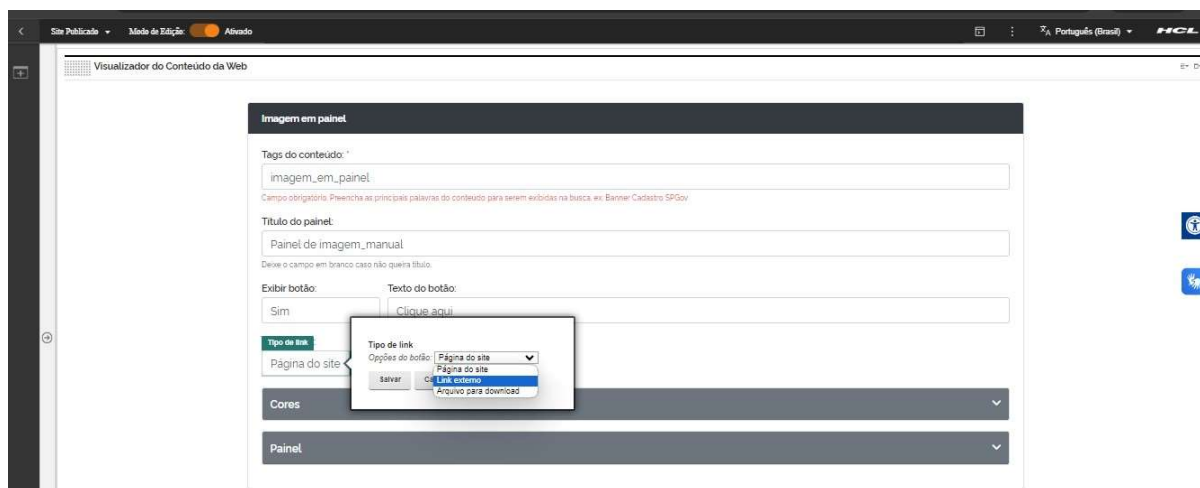 Site Publicado Modo de Edição: Ativado Português (Brasil) HCL
Visualizador do Conteúdo da Web
Imagem em painel
Tags do conteúdo: *
imagem_em_painel
Campo obrigatório. Preencha as principais palavras do conteúdo para serem exibidas na busca. ex: Banner Cadastro SPGov
Título do painel:
Painel de imagem_manual
Deixe o campo em branco caso não queira título.
Exibir botão: Texto do botão:
Sim Clique aqui
Tipo de link
Página do site
Tipo de link
Opções do botão: Página do site
Página do site
Salvar Link externo
Arquivo para download
Cores
Painel